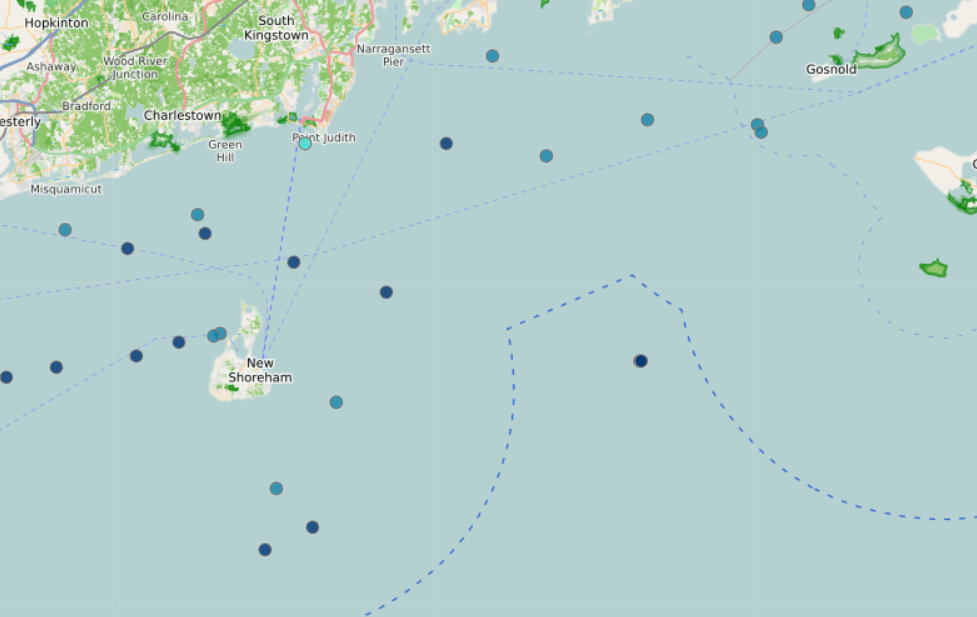 Hopkinton
Carolina
South
Kingstown
Narragansett
Pier
Ashaway
Wood River
Junction
Gosnold
Bradford
Charlestown
esterly
Point Judith
Green
Hill
Misquamicut
New
Shoreham